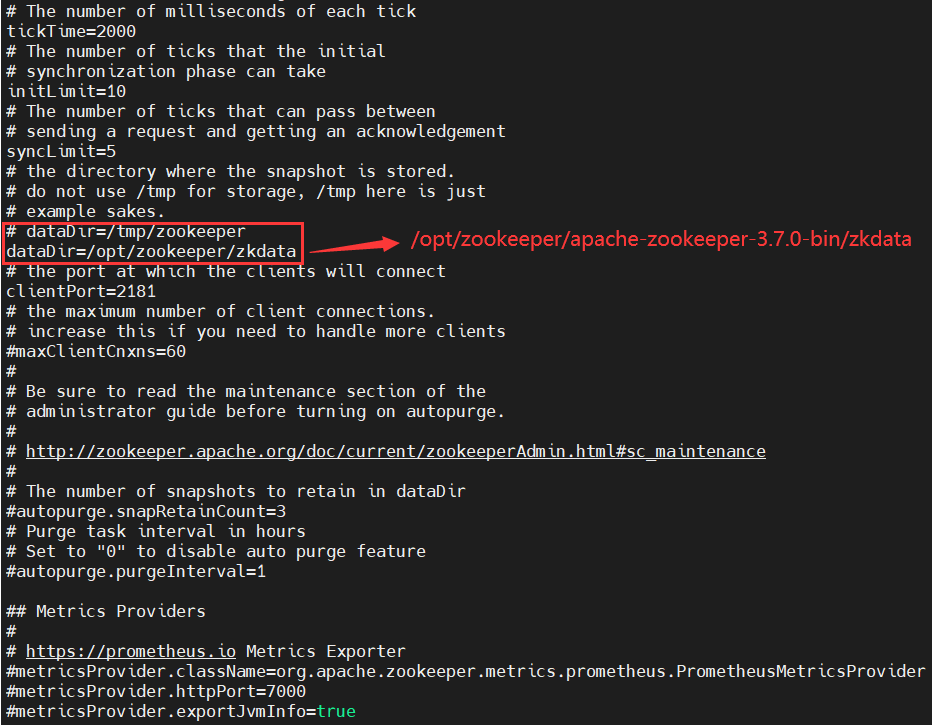 # The number of milliseconds of each tick
tickTime=2000
# The number of ticks that the initial
# synchronization phase can take
initLimit=10
# The number of ticks that can pass between
# sending a request and getting an acknowledgement
syncLimit=5
# the directory where the snapshot is stored.
# do not use /tmp for storage, /tmp here is just
# example sakes.
# dataDir=/tmp/zookeeper
dataDir=/opt/zookeeper/zkdata
/opt/zookeeper/apache-zookeeper-3.7.0-bin/zkdata
# the port at which the clients will connect
clientPort=2181
# the maximum number of client connections.
# increase this if you need to handle more clients
#maxClientCnxns=60
#
# Be sure to read the maintenance section of the
# administrator guide before turning on autopurge.
#
# http://zookeeper.apache.org/doc/current/zookeeperAdmin.html#sc_maintenance
#
# The number of snapshots to retain in dataDir
#autopurge.snapRetainCount=3
# Purge task interval in hours
# Set to "0" to disable auto purge feature
#autopurge.purgeInterval=1

## Metrics Providers
#
# https://prometheus.io Metrics Exporter
#metricsProvider.className=org.apache.zookeeper.metrics.prometheus.PrometheusMetricsProvider
#metricsProvider.httpPort=7000
#metricsProvider.exportJvmInfo=true